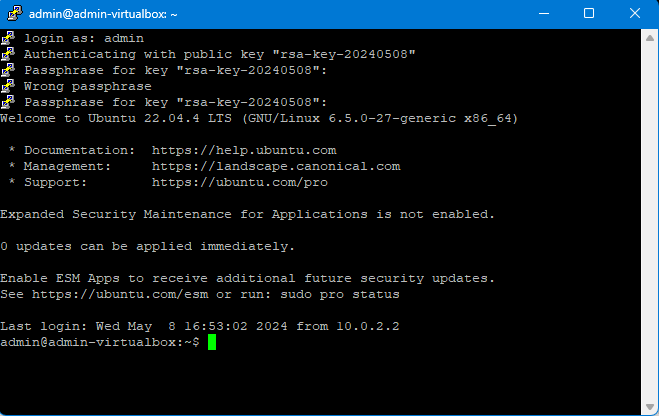 admin@admin-virtualbox: ~
login as: admin
Authenticating with public key "rsa-key-20240508"
Passphrase for key "rsa-key-20240508":
Wrong passphrase
Passphrase for key "rsa-key-20240508":
Welcome to Ubuntu 22.04.4 LTS (GNU/Linux 6.5.0-27-generic x86_64)
* Documentation:  https://help.ubuntu.com
* Management:     https://landscape.canonical.com
* Support:        https://ubuntu.com/pro
Expanded Security Maintenance for Applications is not enabled.
0 updates can be applied immediately.
Enable ESM Apps to receive additional future security updates.
See https://ubuntu.com/esm or run: sudo pro status
Last login: Wed May  8 16:53:02 2024 from 10.0.2.2
admin@admin-virtualbox:~$